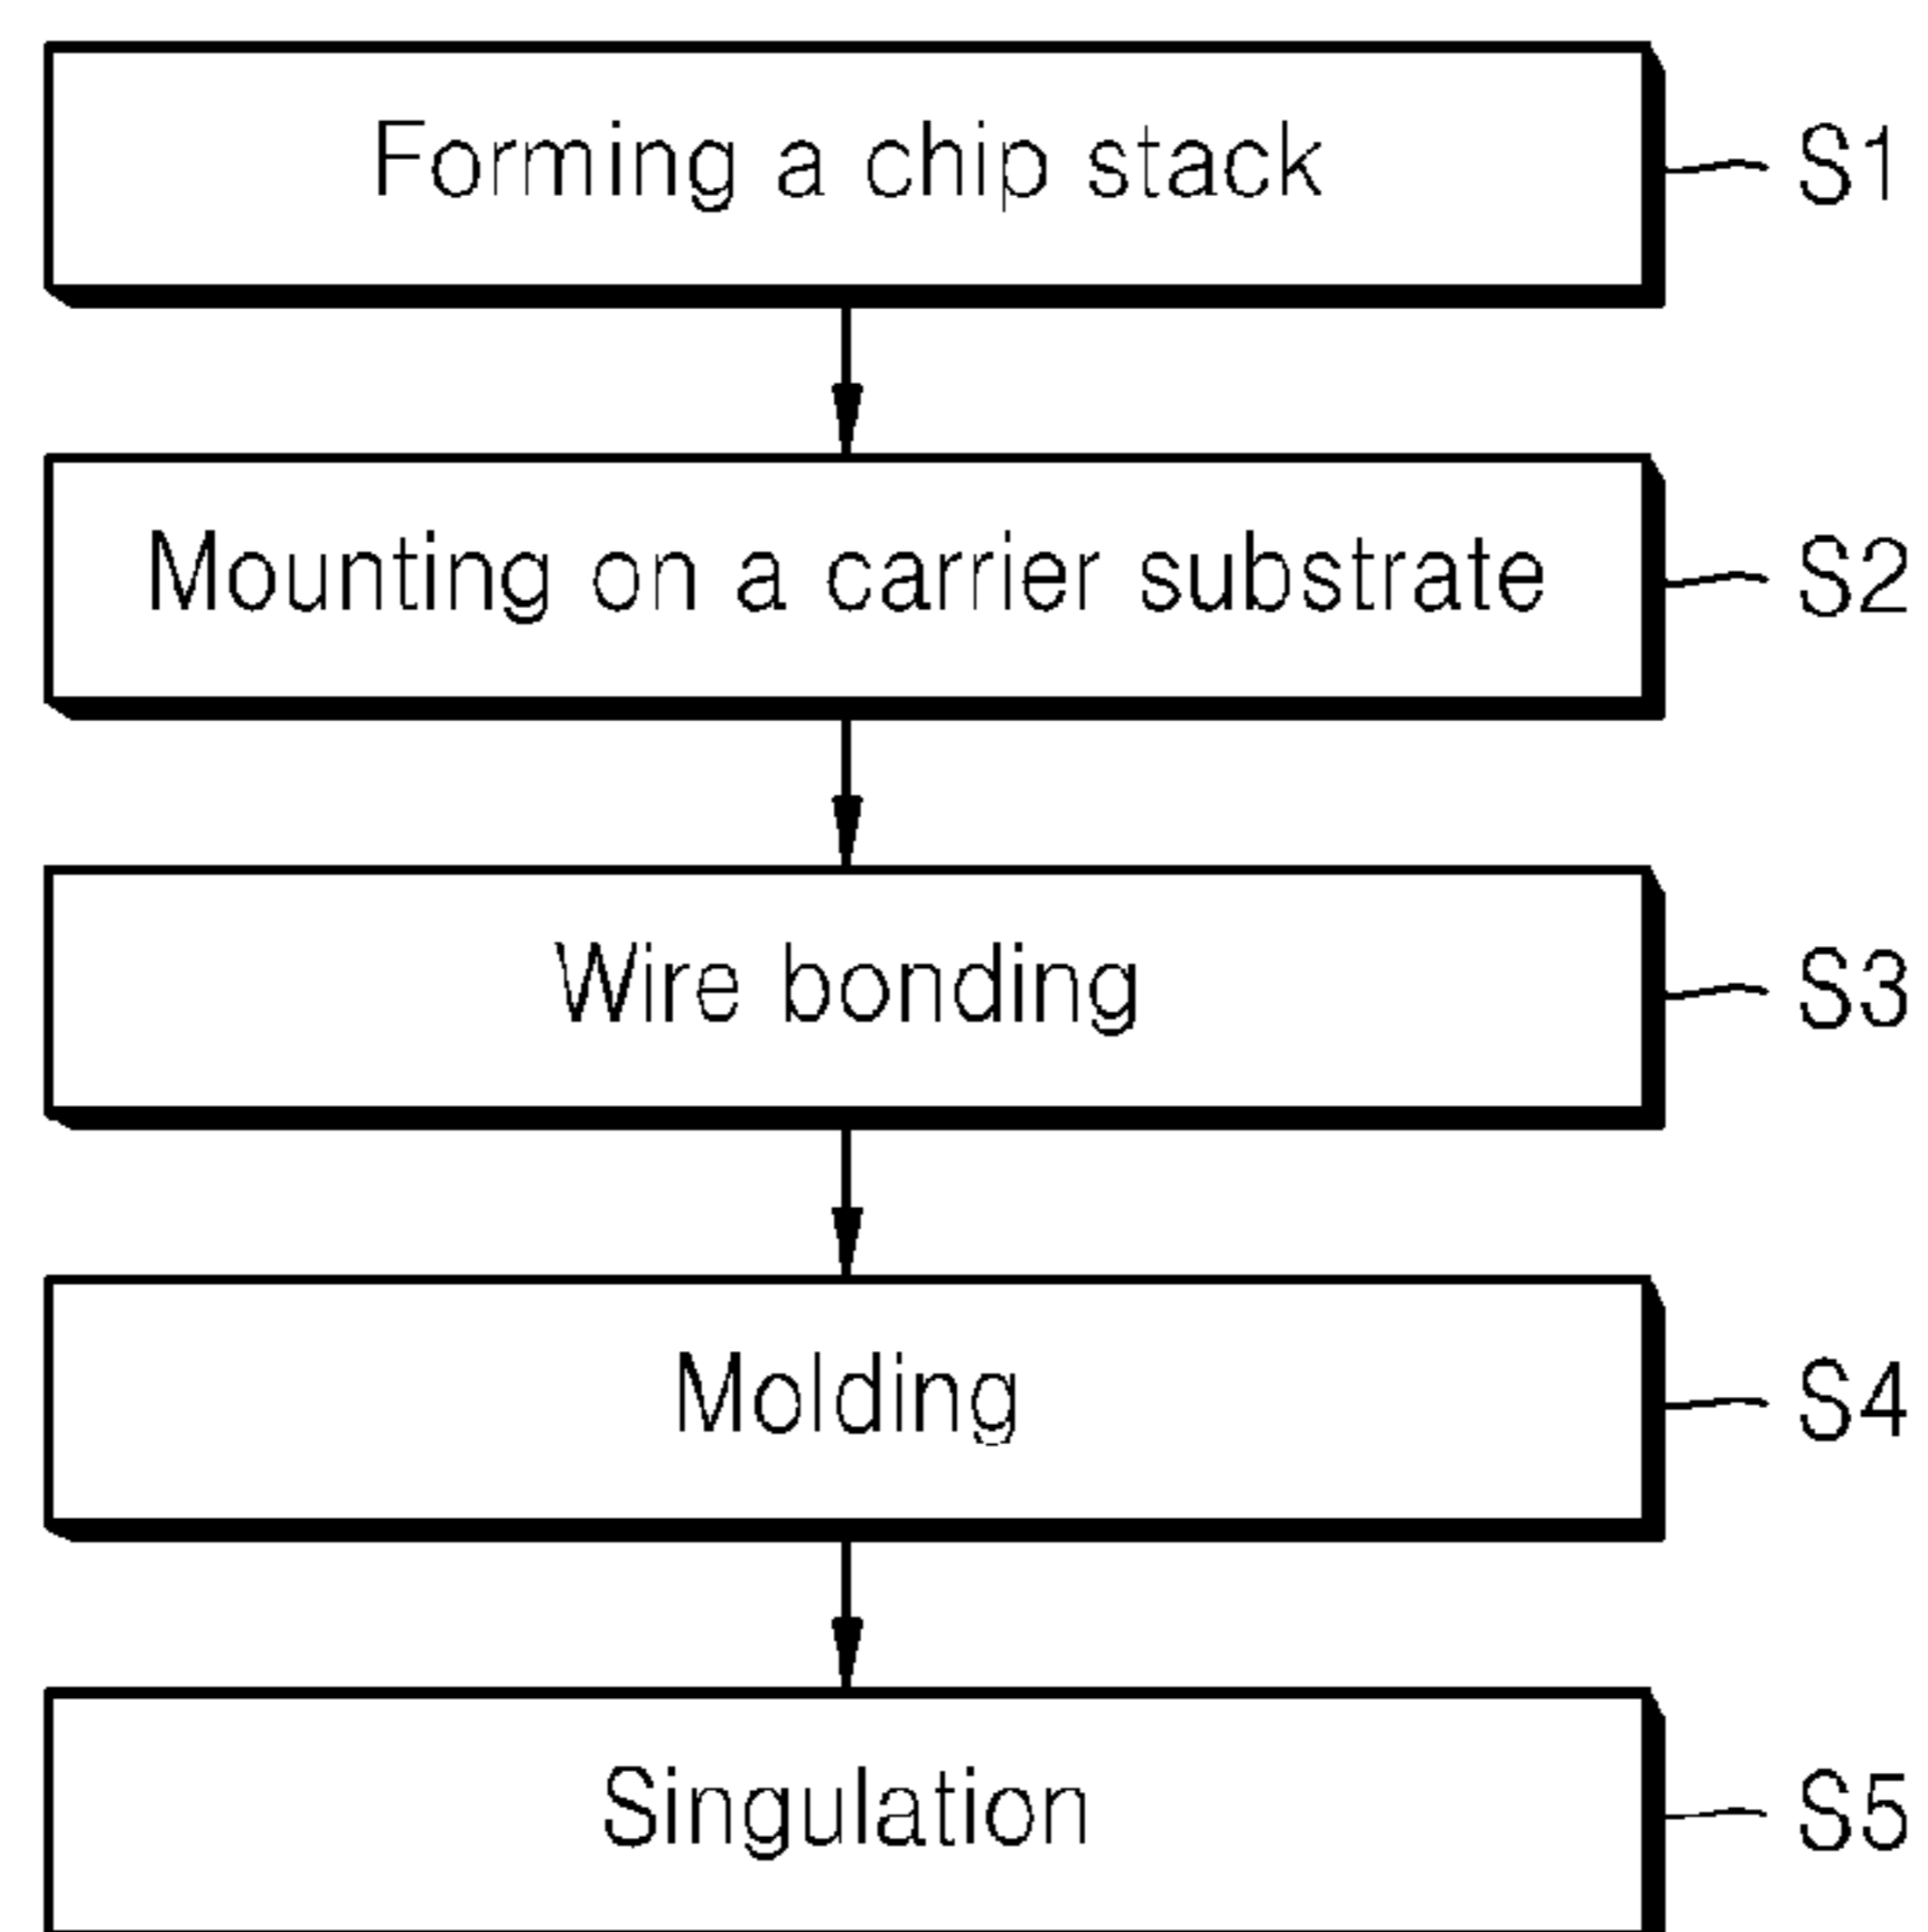 Forming a chip stack S1
Mounting on a carrier substrate S2
Wire bonding S3
Molding S4
Singulation S5